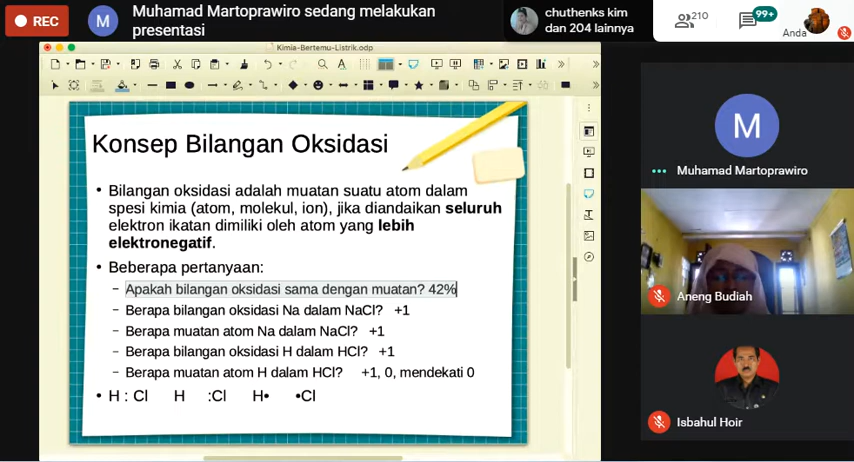 REC
M
Muhamad Martoprawiro sedang melakukan
presentasi
chuthenks kim
dan 204 lainnya
210
99+
Anda
Kimia-Bertemu-Listrik.odp
Konsep Bilangan Oksidasi
• Bilangan oksidasi adalah muatan suatu atom dalam
spesi kimia (atom, molekul, ion), jika diandaikan seluruh
elektron ikatan dimiliki oleh atom yang lebih
elektronegatif.
• Beberapa pertanyaan:
– Apakah bilangan oksidasi sama dengan muatan? 42%
– Berapa bilangan oksidasi Na dalam NaCl? +1
– Berapa muatan atom Na dalam NaCl? +1
– Berapa bilangan oksidasi H dalam HCl? +1
– Berapa muatan atom H dalam HCl? +1, 0, mendekati 0
• H : Cl H :Cl H• •Cl
M
Muhamad Martoprawiro
Aneng Budiah
Isbahul Hoir